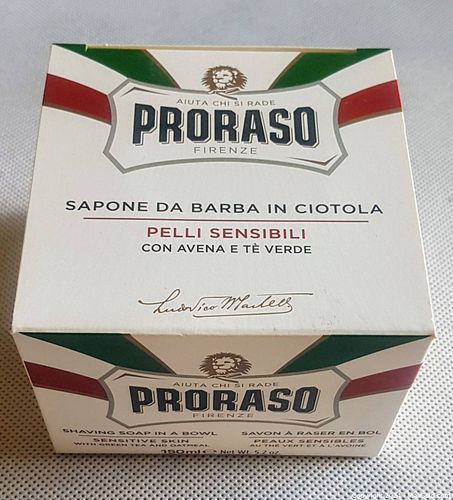 AIUTA CHI SI RADE
PRORASO
FIRENZE
SAPONE DA BARBA IN CIOTOLA
PELLI SENSIBILI
CON AVENA E TÈ VERDE
Ludovico Martelli
AIUTA CHI SI RADE
PRORASO
FIRENZE
SHAVING SOAP IN A BOWL
SENSITIVE SKIN
WITH GREEN TEA AND OATMEAL
SAVON À RASER EN BOL
PEAUX SENSIBLES
AU THÉ VERT ET À L'AVOINE
150ml ℮ Net Wt. 5.2 oz